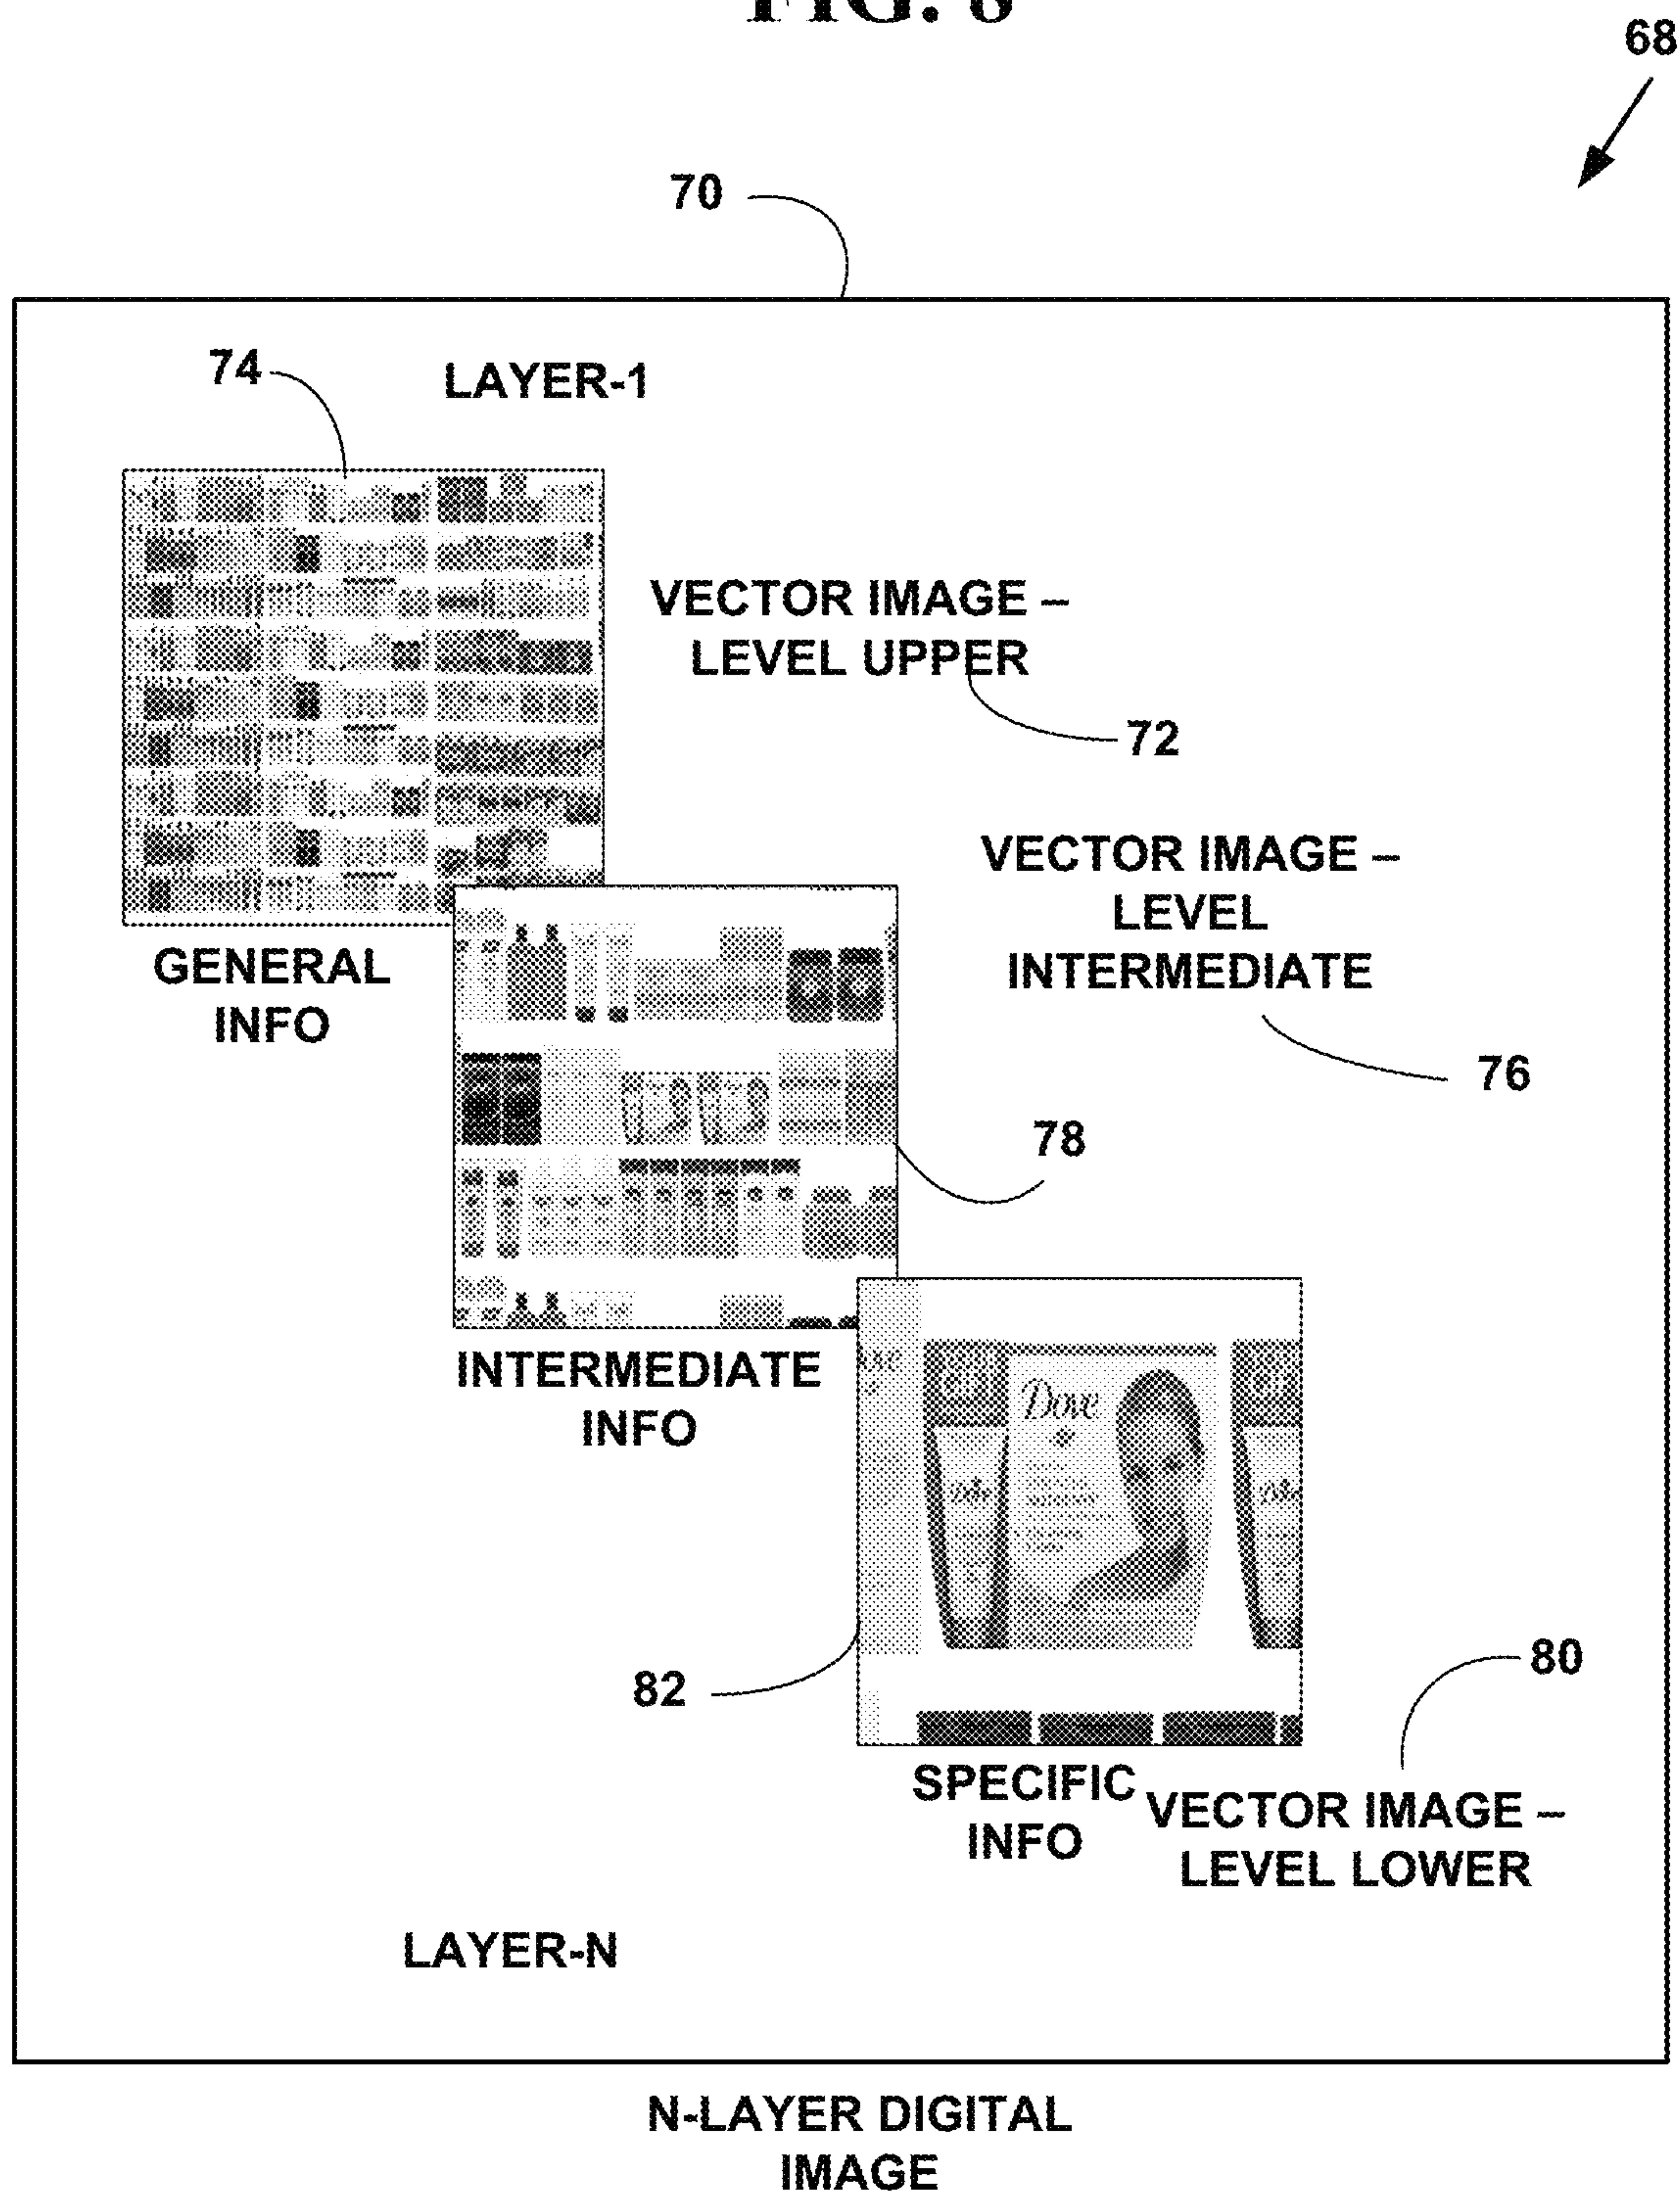 68
70
74
LAYER-1
VECTOR IMAGE –
LEVEL UPPER
72
VECTOR IMAGE –
LEVEL
INTERMEDIATE
76
GENERAL
INFO
78
INTERMEDIATE
INFO
Dove
82
80
SPECIFIC
INFO
VECTOR IMAGE –
LEVEL LOWER
LAYER-N
N-LAYER DIGITAL
IMAGE